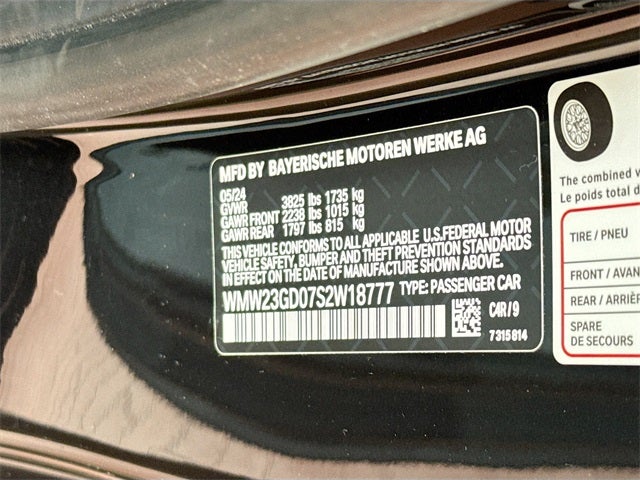 MFD BY BAYERISCHE MOTOREN WERKE AG
05/24
GVWR 3825 lbs 1735 kg
GAWR FRONT 2238 lbs 1015 kg
GAWR REAR 1797 lbs 815 kg
THIS VEHICLE CONFORMS TO ALL APPLICABLE U.S.FEDERAL MOTOR
VEHICLE SAFETY, BUMPER AND THEFT PREVENTION STANDARDS
IN EFFECT ON THE DATE OF MANUFACTURE SHOWN ABOVE.
WMW23GD07S2W18777 TYPE: PASSENGER CAR
C4R/9
7315814
The combined
Le poids total d
TIRE / PNEU
FRONT / AVAN
REAR / ARRIÈR
SPARE
DE SECOURS